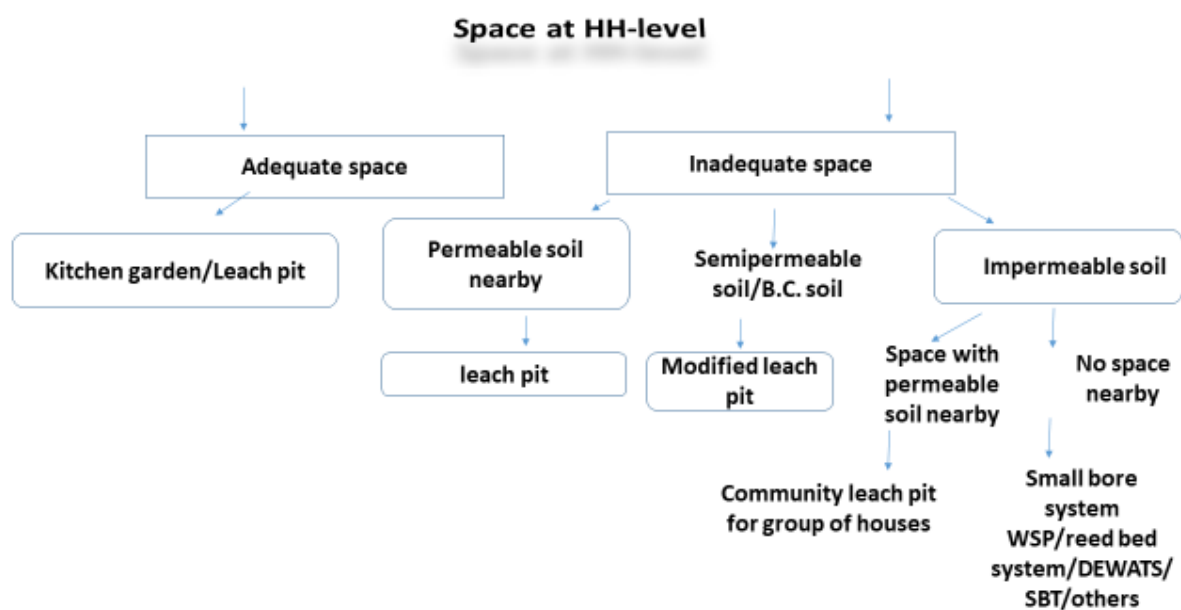 Space at HH-level
Adequate space
Inadequate space
Kitchen garden/Leach pit
Permeable soil
nearby
Semipermeable
soil/B.C. soil
Impermeable soil
leach pit
Modified leach
pit
Space with
permeable
soil nearby
No space
nearby
Community leach pit
for group of houses
Small bore
system
WSP/reed bed
system/DEWATS/
SBT/others